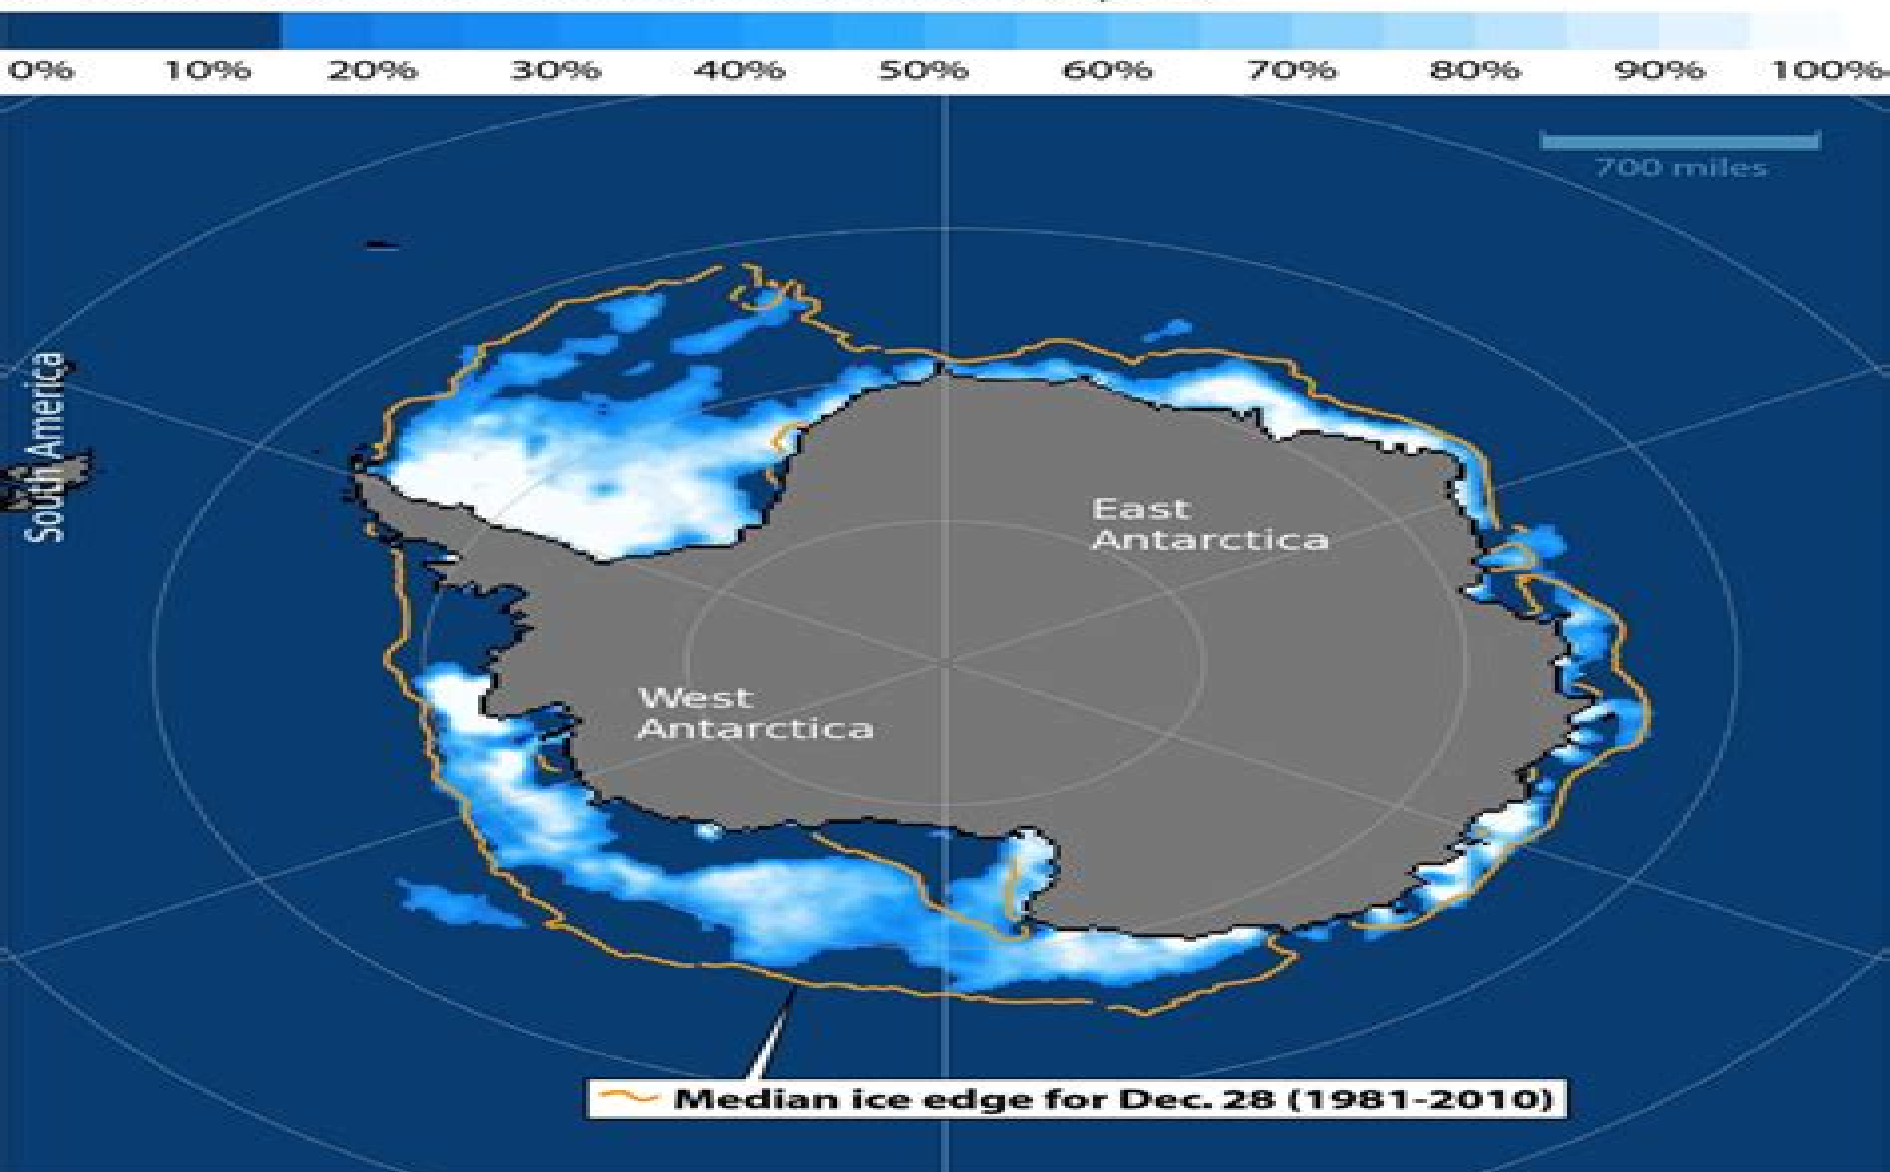 0% 10% 20% 30% 40% 50% 60% 70% 80% 90% 100%
700 miles
South America
East
Antarctica
West
Antarctica
Median ice edge for Dec. 28 (1981-2010)